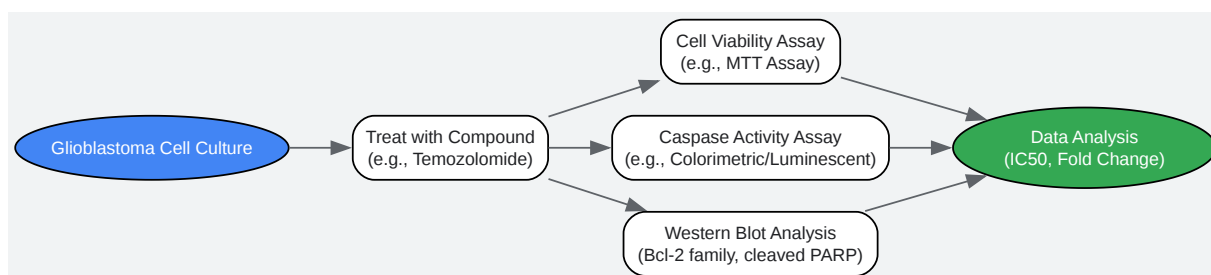 Glioblastoma Cell Culture
Treat with Compound
(e.g., Temozolomide)
Cell Viability Assay
(e.g., MTT Assay)
Caspase Activity Assay
(e.g., Colorimetric/Luminescent)
Western Blot Analysis
(Bcl-2 family, cleaved PARP)
Data Analysis
(IC50, Fold Change)